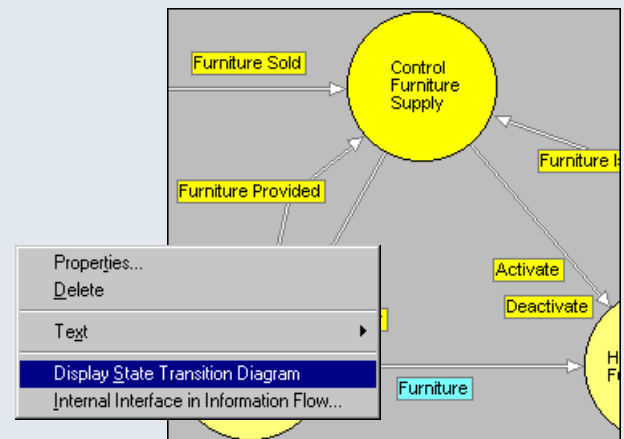 Furniture Sold
Control
Furniture
Supply
Furniture
Furniture Provided
Properties...
Delete
Text
Display State Transition Diagram
Internal Interface in Information Flow...
Activate
Deactivate
Furniture